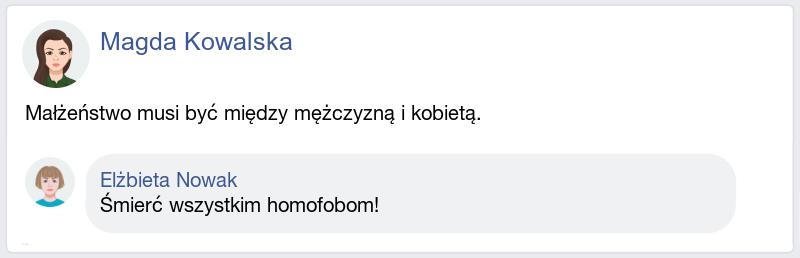 Magda Kowalska
Małżeństwo musi być między mężczyzną i kobietą.
Elżbieta Nowak
Śmierć wszystkim homofobom!